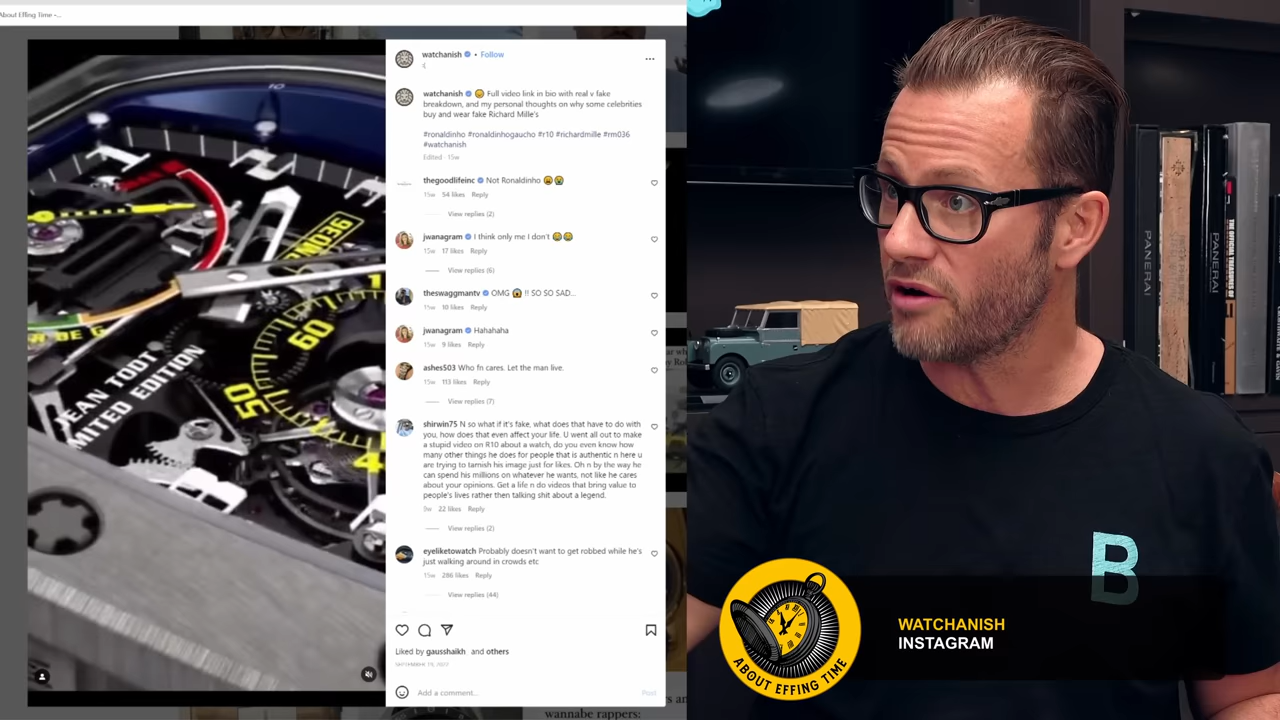 About Effing Time -...
watchanish • Follow
watchanish 😄 Full video link in bio with real v fake
breakdown, and my personal thoughts on why some celebrities
buy and wear fake Richard Mille's
#ronaldinho #ronaldinhogaucho #r10 #richardmille #rm036
#watchanish
Edited · 15w
thegoodlifeinc Not Ronaldinho 😩😭
15w 54 likes Reply
View replies (2)
jwanagram I think only me I don't 😂😂
15w 17 likes Reply
View replies (6)
theswaggmantv OMG 😱 !! SO SO SAD...
15w 10 likes Reply
jwanagram Hahahaha
15w 9 likes Reply
ashes503 Who fn cares. Let the man live.
15w 113 likes Reply
View replies (7)
shirwin75 N so what if it's fake, what does that have to do with
you, how does that even affect your life. U went all out to make
a stupid video on R10 about a watch, do you even know how
many other things he does for people that is authentic n here u
are trying to tarnish his image just for likes. Oh n by the way he
can spend his millions on whatever he wants, not like he cares
about your opinions. Get a life n do videos that bring value to
people's lives rather then talking shit about a legend.
9w 22 likes Reply
View replies (2)
eyeliketowatch Probably doesn't want to get robbed while he's
just walking around in crowds etc
15w 286 likes Reply
View replies (44)
Liked by gausshaikh and others
SEPTEMBER 19, 2022
Add a comment...
Post
RM036
60
50
JEAN TODT
MITED EDITION
W BE G
PANERAI
PANERAI
B
ABOUT EFFING TIME
WATCHANISH
INSTAGRAM
wannabe rappers: